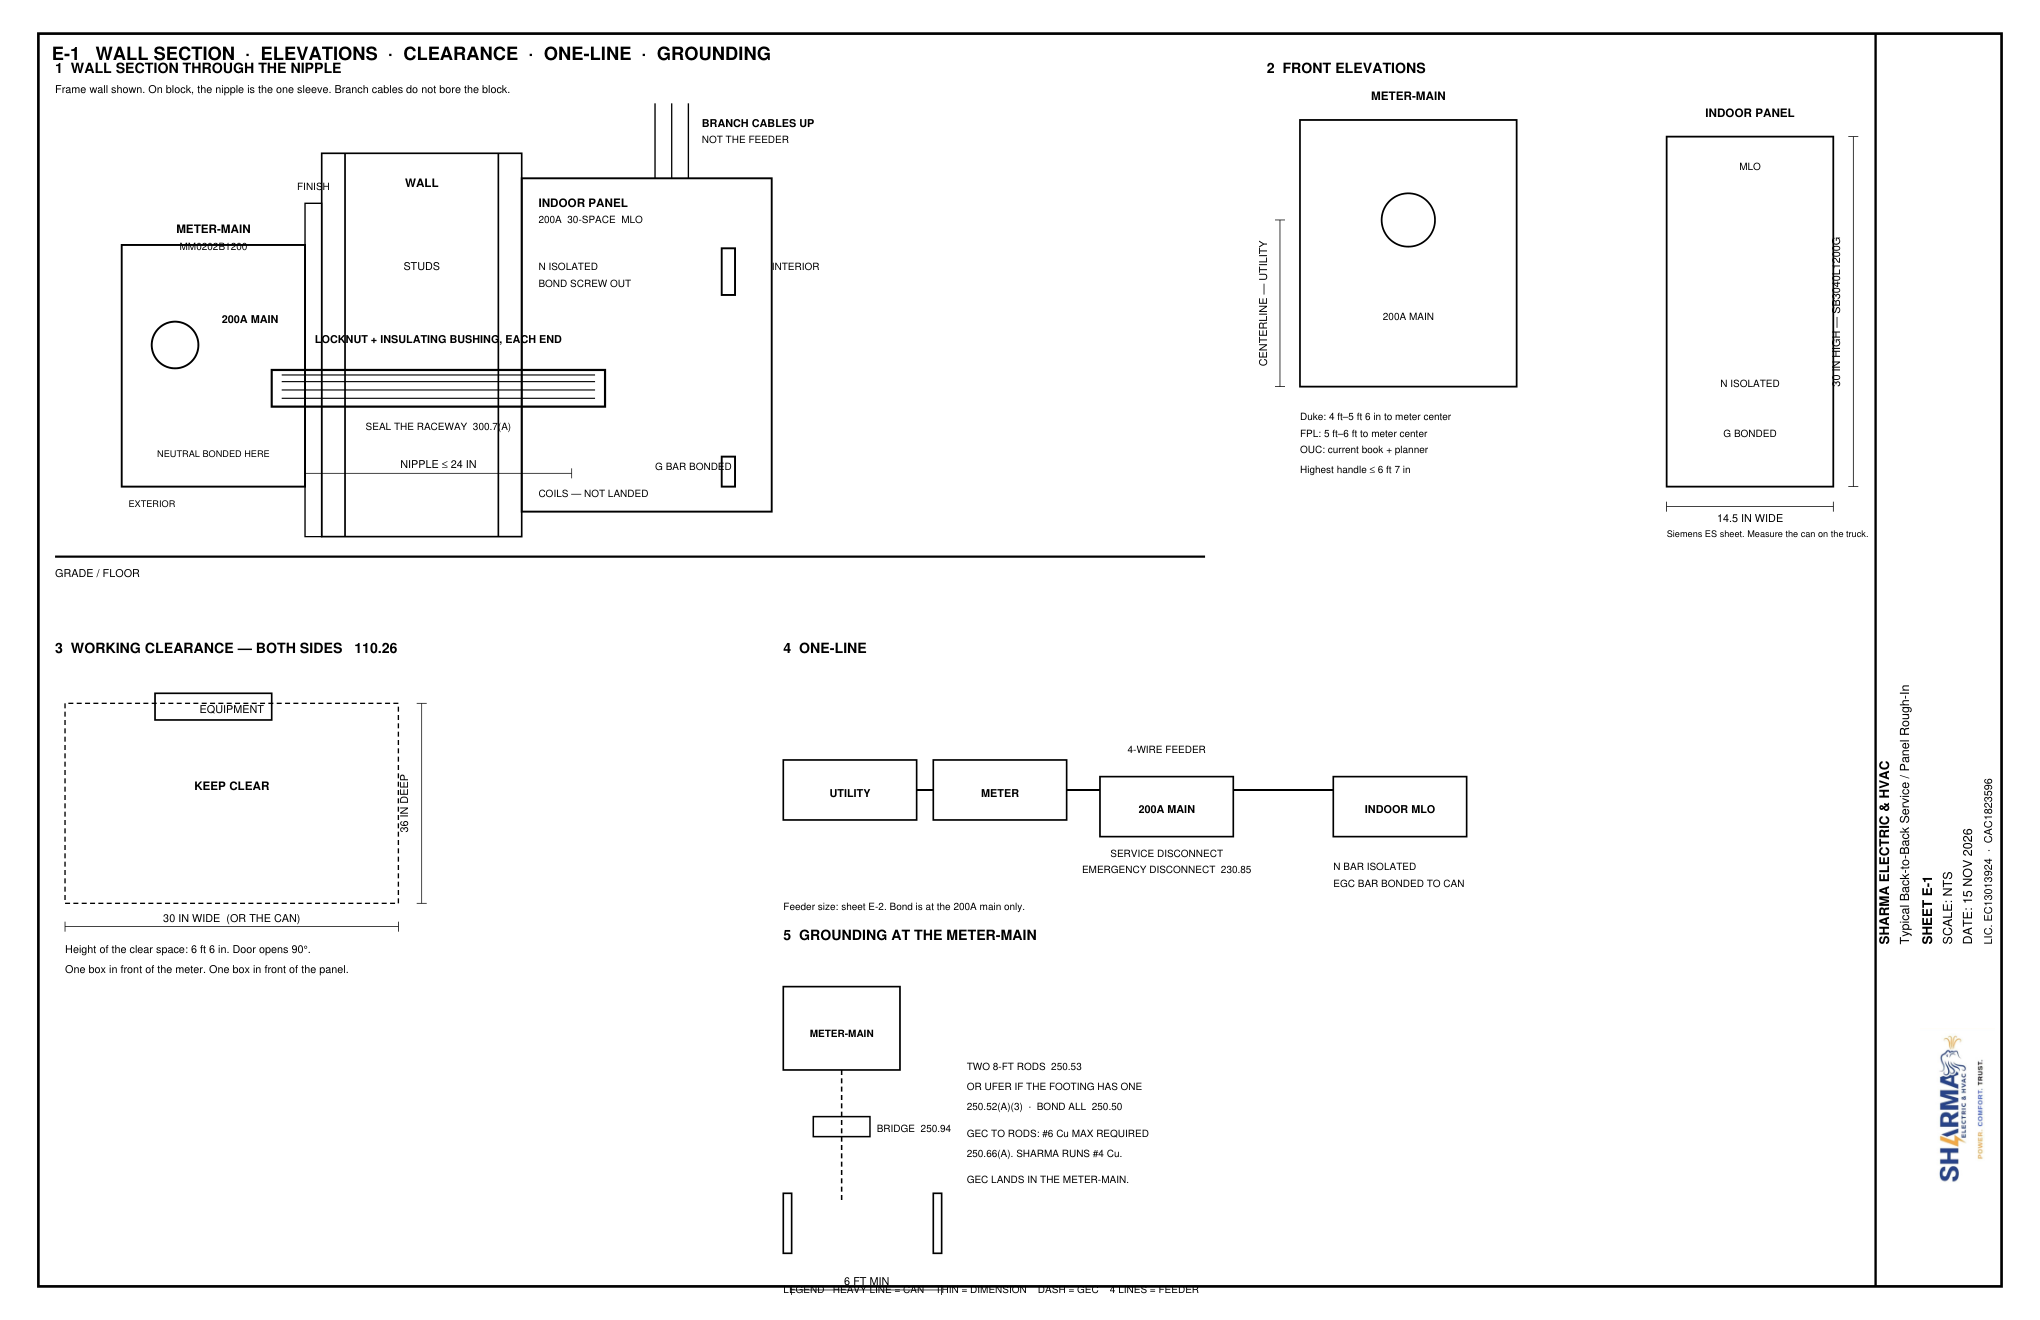 E-1 WALL SECTION · ELEVATIONS · CLEARANCE · ONE-LINE · GROUNDING
1 WALL SECTION THROUGH THE NIPPLE
Frame wall shown. On block, the nipple is the one sleeve. Branch cables do not bore the block.
BRANCH CABLES UP
NOT THE FEEDER
FINISH
WALL
INDOOR PANEL
200A 30-SPACE MLO
METER-MAIN
MM0202B1200
STUDS
N ISOLATED
BOND SCREW OUT
INTERIOR
200A MAIN
LOCKNUT + INSULATING BUSHING, EACH END
SEAL THE RACEWAY 300.7(A)
NEUTRAL BONDED HERE
NIPPLE ≤ 24 IN
G BAR BONDED
COILS — NOT LANDED
EXTERIOR
GRADE / FLOOR
2 FRONT ELEVATIONS
METER-MAIN
INDOOR PANEL
MLO
CENTERLINE — UTILITY
200A MAIN
30 IN HIGH — SB3040L1200G
N ISOLATED
G BONDED
Duke: 4 ft–5 ft 6 in to meter center
FPL: 5 ft–6 ft to meter center
OUC: current book + planner
Highest handle ≤ 6 ft 7 in
14.5 IN WIDE
Siemens ES sheet. Measure the can on the truck.
3 WORKING CLEARANCE — BOTH SIDES 110.26
EQUIPMENT
KEEP CLEAR
36 IN DEEP
30 IN WIDE (OR THE CAN)
Height of the clear space: 6 ft 6 in. Door opens 90°.
One box in front of the meter. One box in front of the panel.
4 ONE-LINE
4-WIRE FEEDER
UTILITY
METER
200A MAIN
INDOOR MLO
SERVICE DISCONNECT
EMERGENCY DISCONNECT 230.85
N BAR ISOLATED
EGC BAR BONDED TO CAN
Feeder size: sheet E-2. Bond is at the 200A main only.
5 GROUNDING AT THE METER-MAIN
METER-MAIN
BRIDGE 250.94
TWO 8-FT RODS 250.53
OR UFER IF THE FOOTING HAS ONE
250.52(A)(3) · BOND ALL 250.50
GEC TO RODS: #6 Cu MAX REQUIRED
250.66(A). SHARMA RUNS #4 Cu.
GEC LANDS IN THE METER-MAIN.
6 FT MIN
LEGEND HEAVY LINE = CAN THIN = DIMENSION DASH = GEC 4 LINES = FEEDER
SHARMA ELECTRIC & HVAC
Typical Back-to-Back Service / Panel Rough-In
SHEET E-1
SCALE: NTS
DATE: 15 NOV 2026
LIC. EC13013924 · CAC1823596
SHARMA
ELECTRIC & HVAC
POWER. COMFORT. TRUST.